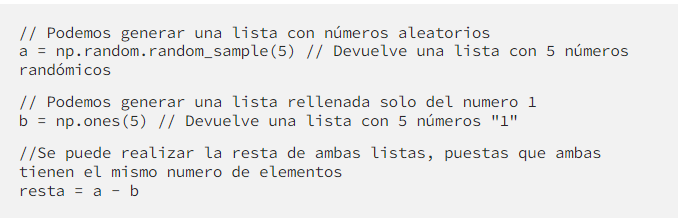 // Podemos generar una lista con números aleatorios
a = np.random.random_sample(5) // Devuelve una lista con 5 números
randómicos
// Podemos generar una lista rellenada solo del numero 1
b = np.ones(5) // Devuelve una lista con 5 números "1"
//Se puede realizar la resta de ambas listas, puestas que ambas
tienen el mismo numero de elementos
resta = a - b